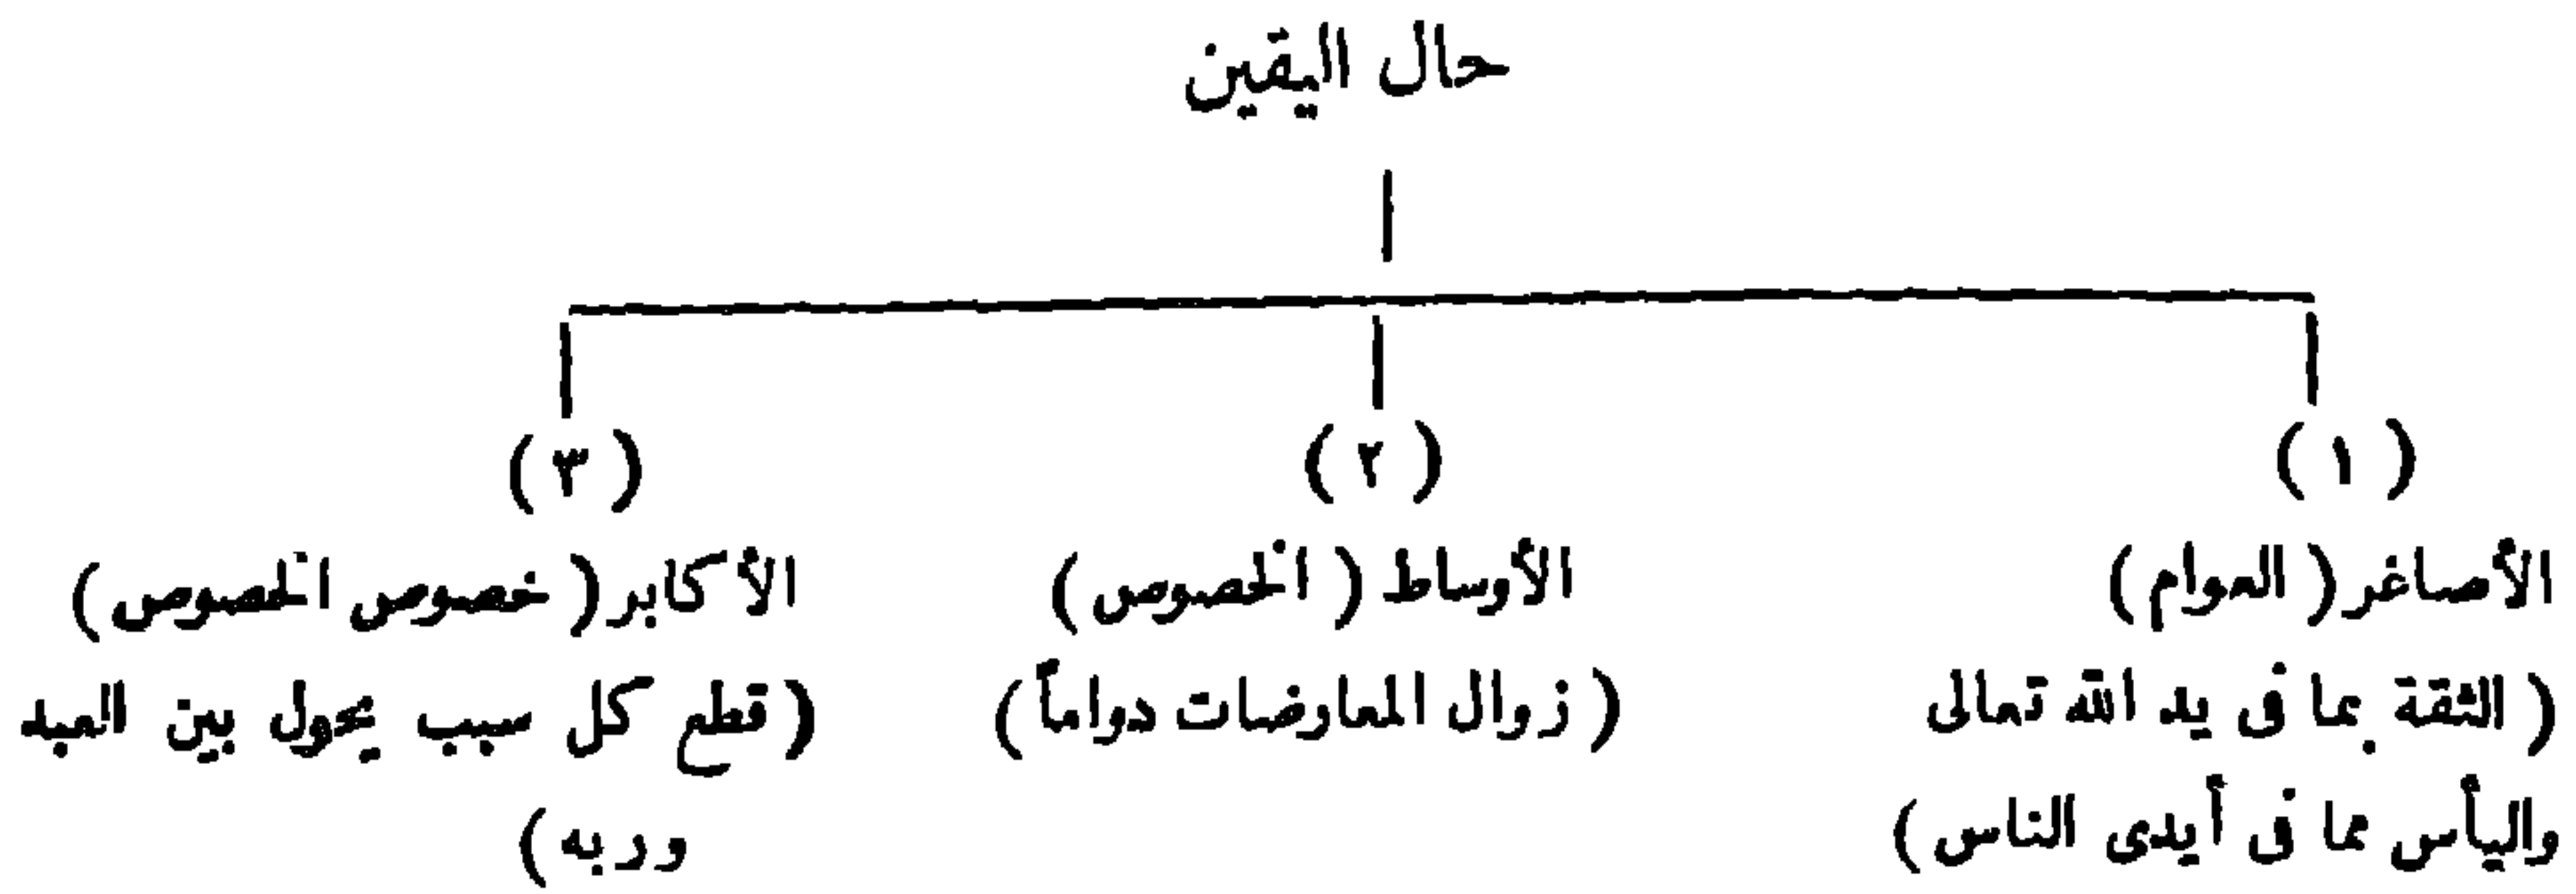 حال اليقين
( ١ )
الأصاغر ( العوام )
( الثقة بما فى يد الله تعالى
واليأس مما فى أيدى الناس )
( ٢ )
الأوساط ( الخصوص )
( زوال المعارضات دواماً )
( ٣ )
الأكابر ( خصوص الخصوص )
( قطع كل سبب يحول بين العبد
وربه )